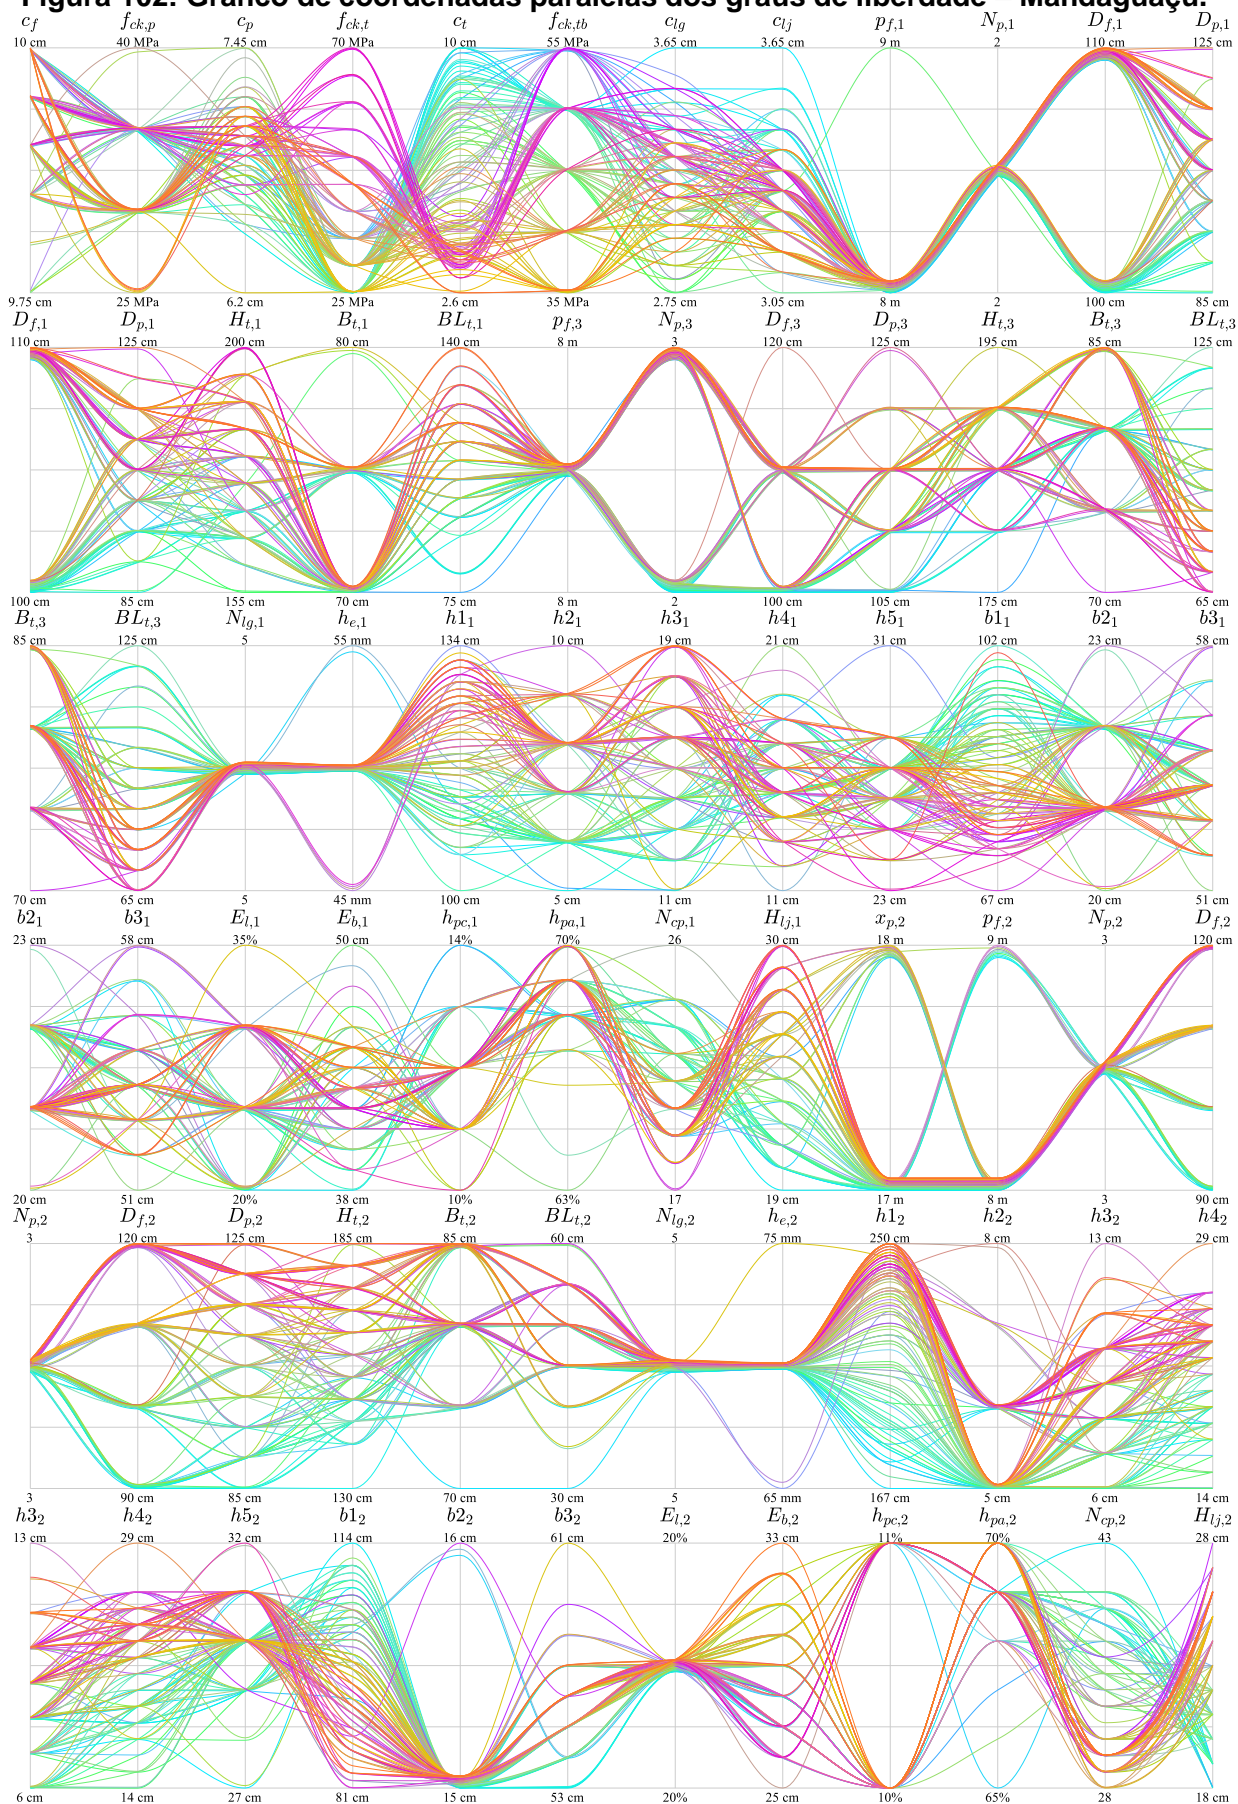 Figura 102: Gráfico de coordenadas paralelas dos graus de liberdade – Mandaguaçu.
c_f f_{ck,p} c_p f_{ck,t} c_t f_{ck,tb} c_{lg} c_{lj} p_{f,1} N_{p,1} D_{f,1} D_{p,1}
10 cm 40 MPa 7.45 cm 70 MPa 10 cm 55 MPa 3.65 cm 3.65 cm 9 m 2 110 cm 125 cm
9.75 cm 25 MPa 6.2 cm 25 MPa 2.6 cm 35 MPa 2.75 cm 3.05 cm 8 m 2 100 cm 85 cm
D_{f,1} D_{p,1} H_{t,1} B_{t,1} BL_{t,1} p_{f,3} N_{p,3} D_{f,3} D_{p,3} H_{t,3} B_{t,3} BL_{t,3}
110 cm 125 cm 200 cm 80 cm 140 cm 8 m 3 120 cm 125 cm 195 cm 85 cm 125 cm
100 cm 85 cm 155 cm 70 cm 75 cm 8 m 2 100 cm 105 cm 175 cm 70 cm 65 cm
B_{t,3} BL_{t,3} N_{lg,1} h_{e,1} h1_1 h2_1 h3_1 h4_1 h5_1 b1_1 b2_1 b3_1
85 cm 125 cm 5 55 mm 134 cm 10 cm 19 cm 21 cm 31 cm 102 cm 23 cm 58 cm
70 cm 65 cm 5 45 mm 100 cm 5 cm 11 cm 11 cm 23 cm 67 cm 20 cm 51 cm
b2_1 b3_1 E_{l,1} E_{b,1} h_{pc,1} h_{pa,1} N_{cp,1} H_{lj,1} x_{p,2} p_{f,2} N_{p,2} D_{f,2}
23 cm 58 cm 35% 50 cm 14% 70% 26 30 cm 18 m 9 m 3 120 cm
20 cm 51 cm 20% 38 cm 10% 63% 17 19 cm 17 m 8 m 3 90 cm
N_{p,2} D_{f,2} D_{p,2} H_{t,2} B_{t,2} BL_{t,2} N_{lg,2} h_{e,2} h1_2 h2_2 h3_2 h4_2
3 120 cm 125 cm 185 cm 85 cm 60 cm 5 75 mm 250 cm 8 cm 13 cm 29 cm
3 90 cm 85 cm 130 cm 70 cm 30 cm 5 65 mm 167 cm 5 cm 6 cm 14 cm
h3_2 h4_2 h5_2 b1_2 b2_2 b3_2 E_{l,2} E_{b,2} h_{pc,2} h_{pa,2} N_{cp,2} H_{lj,2}
13 cm 29 cm 32 cm 114 cm 16 cm 61 cm 20% 33 cm 11% 70% 43 28 cm
6 cm 14 cm 27 cm 81 cm 15 cm 53 cm 20% 25 cm 10% 65% 28 18 cm